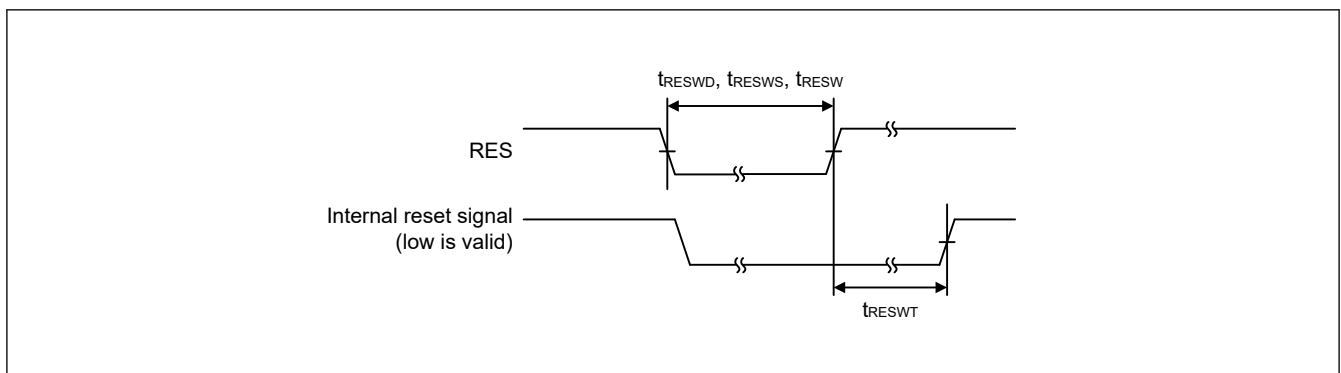 tRESWD, tRESWS, tRESW
RES
Internal reset signal
(low is valid)
tRESWT